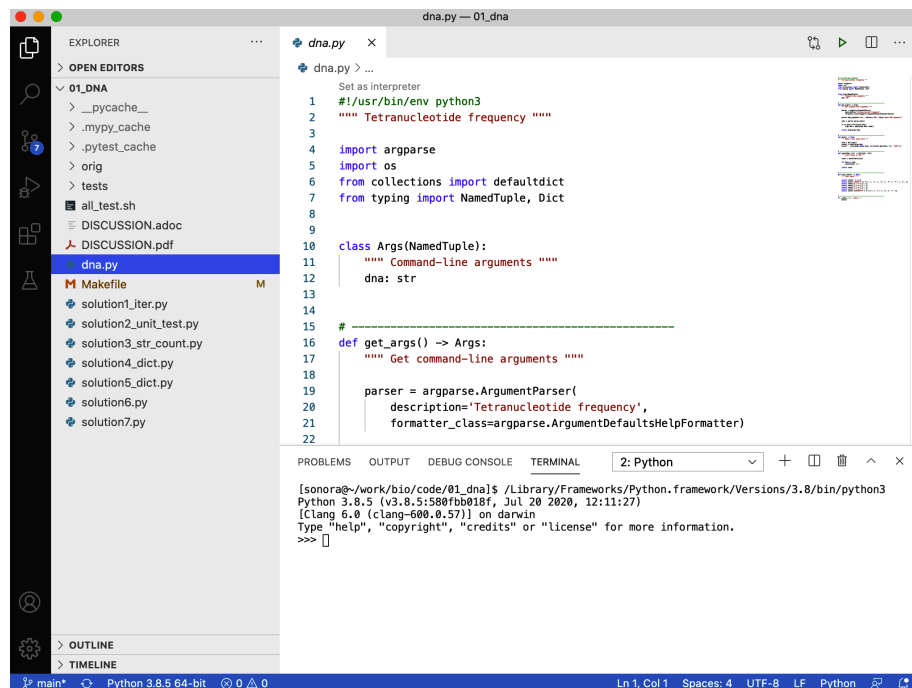 dna.py — 01_dna
EXPLORER
OPEN EDITORS
01_DNA
__pycache__
.mypy_cache
.pytest_cache
orig
tests
all_test.sh
DISCUSSION.adoc
DISCUSSION.pdf
dna.py
Makefile M
solution1_iter.py
solution2_unit_test.py
solution3_str_count.py
solution4_dict.py
solution5_dict.py
solution6.py
solution7.py
OUTLINE
TIMELINE
7
dna.py
dna.py > ...
Set as interpreter
1 #!/usr/bin/env python3
2 """ Tetranucleotide frequency """
3
4 import argparse
5 import os
6 from collections import defaultdict
7 from typing import NamedTuple, Dict
8
9
10 class Args(NamedTuple):
11 """ Command-line arguments """
12 dna: str
13
14
15 # --------------------------------------------------
16 def get_args() -> Args:
17 """ Get command-line arguments """
18
19 parser = argparse.ArgumentParser(
20 description='Tetranucleotide frequency',
21 formatter_class=argparse.ArgumentDefaultsHelpFormatter)
22
PROBLEMS OUTPUT DEBUG CONSOLE TERMINAL 2: Python
[sonora@~/work/bio/code/01_dna]$ /Library/Frameworks/Python.framework/Versions/3.8/bin/python3
Python 3.8.5 (v3.8.5:580fbb018f, Jul 20 2020, 12:11:27)
[Clang 6.0 (clang-600.0.57)] on darwin
Type "help", "copyright", "credits" or "license" for more information.
>>>
main* Python 3.8.5 64-bit 0 0 Ln 1, Col 1 Spaces: 4 UTF-8 LF Python